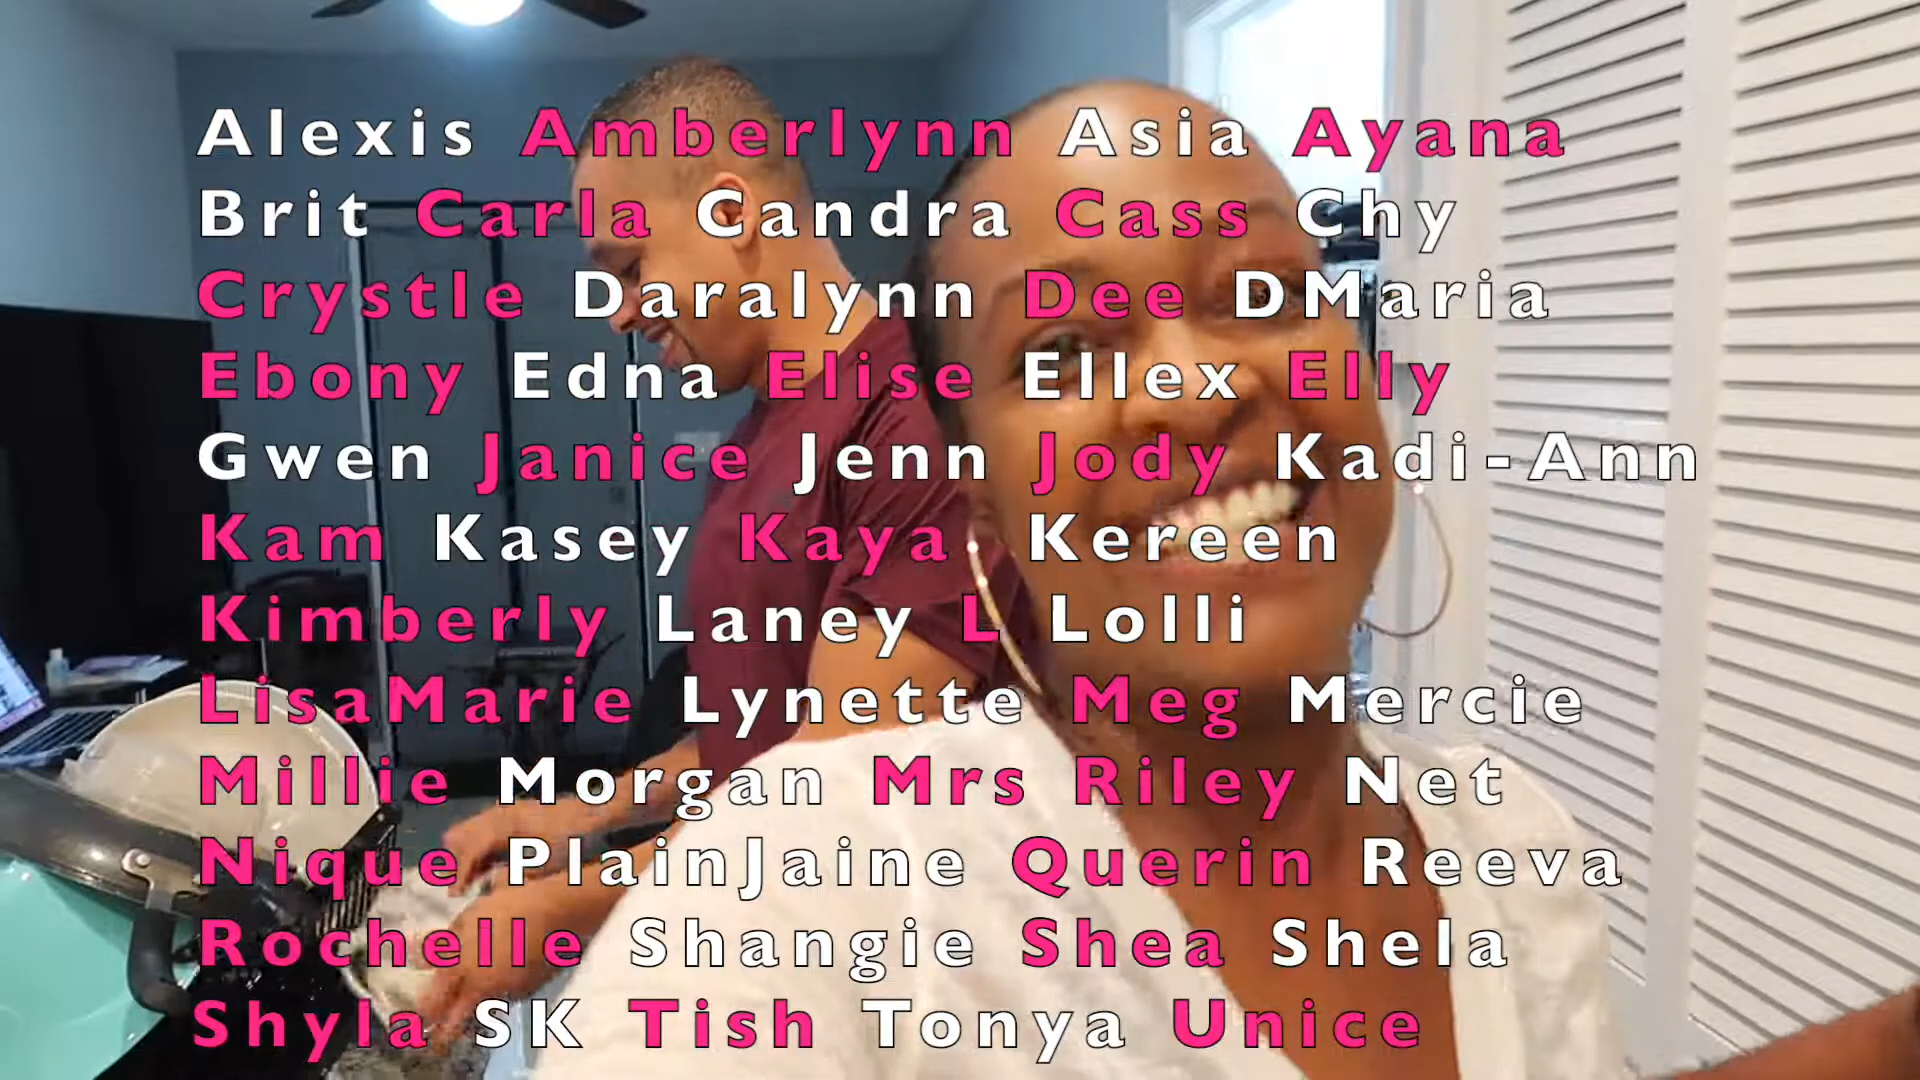 Alexis Amberlynn Asia Ayana
Brit Carla Candra Cass Chy
Crystle Daralynn Dee DMaria
Ebony Edna Elise Ellex Elly
Gwen Janice Jenn Jody Kadi-Ann
Kam Kasey Kaya Kereen
Kimberly Laney L Lolli
LisaMarie Lynette Meg Mercie
Millie Morgan Mrs Riley Net
Nique PlainJaine Querin Reeva
Rochelle Shangie Shea Shela
Shyla SK Tish Tonya Unice